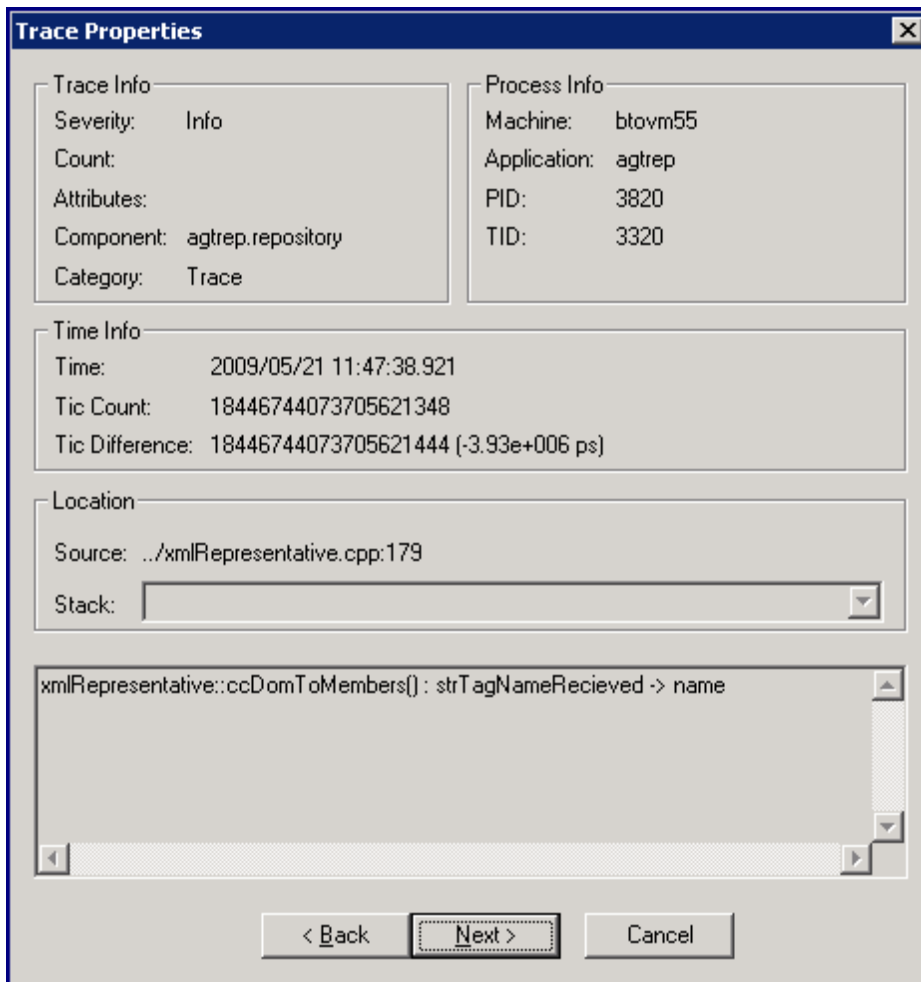 Trace Properties
Trace Info
Severity: Info
Count:
Attributes:
Component: agtrep.repository
Category: Trace
Process Info
Machine: btovm55
Application: agtrep
PID: 3820
TID: 3320
Time Info
Time: 2009/05/21 11:47:38.921
Tic Count: 18446744073705621348
Tic Difference: 18446744073705621444 (-3.93e+006 ps)
Location
Source: ../xmlRepresentative.cpp:179
Stack:
xmlRepresentative::ccDomToMembers() : strTagNameRecieved -> name
< Back
Next >
Cancel